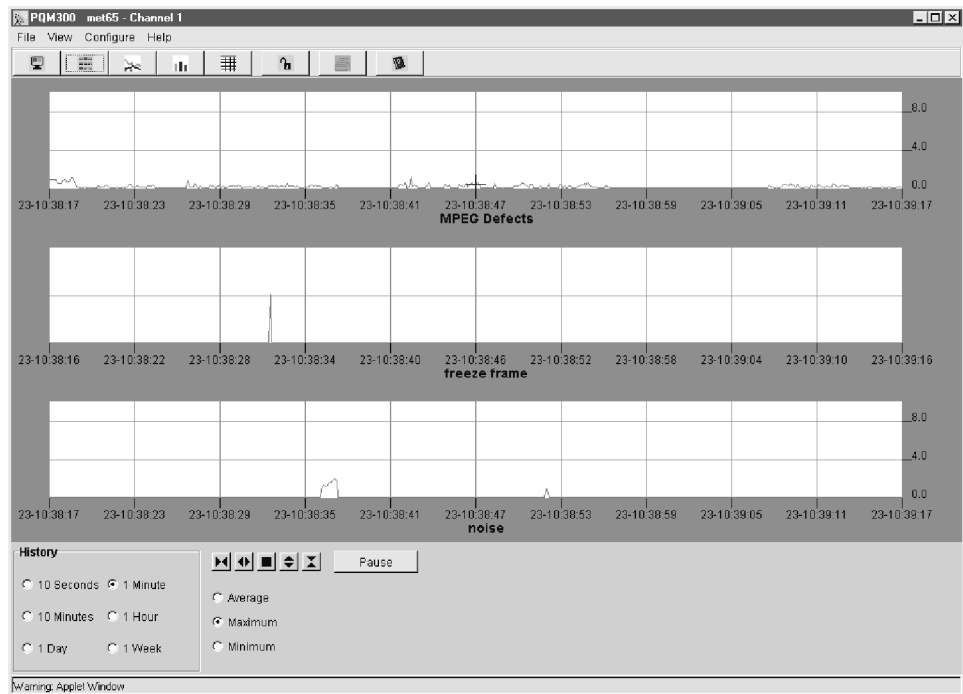 PQM300 met65 - Channel 1
File View Configure Help
8.0
4.0
0.0
23-10:38:17 23-10:38:23 23-10:38:29 23-10:38:35 23-10:38:41 23-10:38:47 23-10:38:53 23-10:38:59 23-10:39:05 23-10:39:11 23-10:39:17
MPEG Defects
23-10:38:16 23-10:38:22 23-10:38:28 23-10:38:34 23-10:38:40 23-10:38:46 23-10:38:52 23-10:38:58 23-10:39:04 23-10:39:10 23-10:39:16
freeze frame
8.0
4.0
0.0
23-10:38:17 23-10:38:23 23-10:38:29 23-10:38:35 23-10:38:41 23-10:38:47 23-10:38:53 23-10:38:59 23-10:39:05 23-10:39:11 23-10:39:17
noise
History
10 Seconds 1 Minute
10 Minutes 1 Hour
1 Day 1 Week
Pause
Average
Maximum
Minimum
Warning: Applet Window